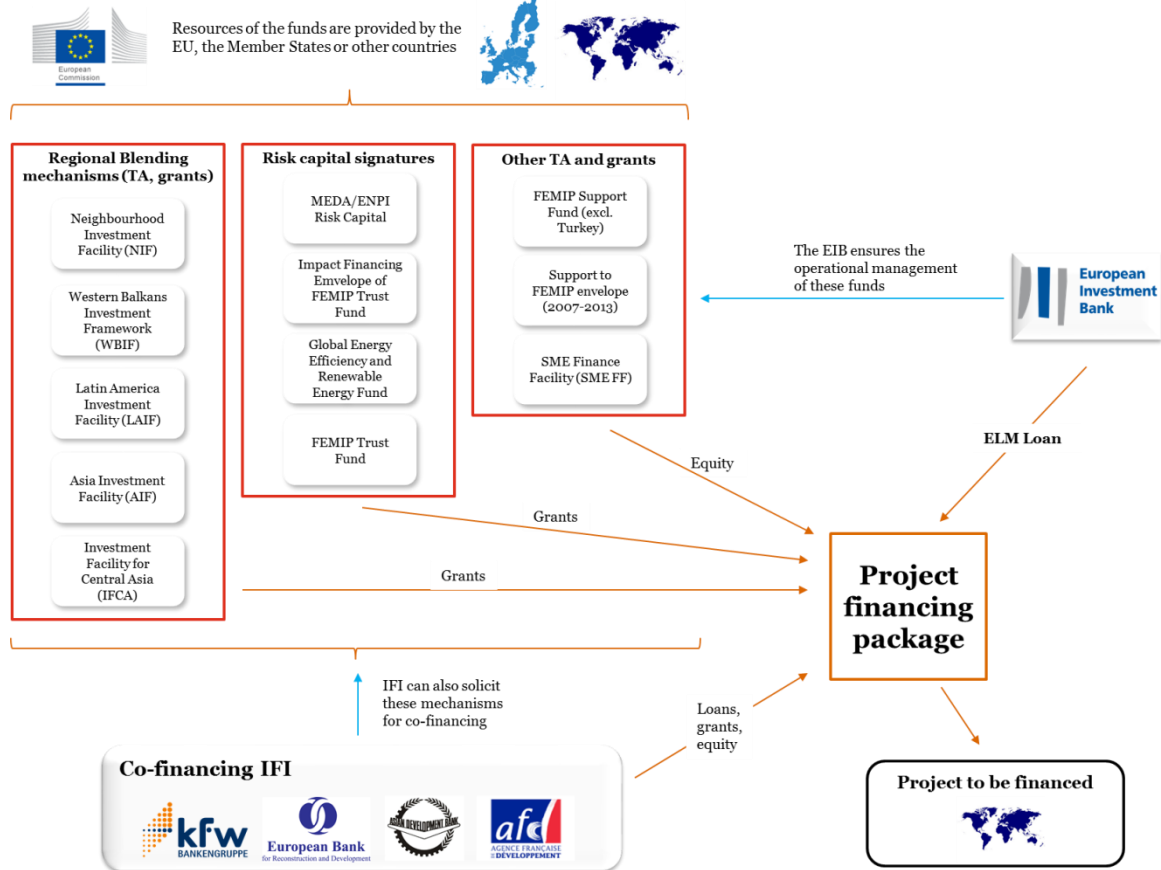 European
Commission
Resources of the funds are provided by the
EU, the Member States or other countries
Regional Blending
mechanisms (TA, grants)
Neighbourhood
Investment
Facility (NIF)
Western Balkans
Investment
Framework
(WBIF)
Latin America
Investment
Facility (LAIF)
Asia Investment
Facility (AIF)
Investment
Facility for
Central Asia
(IFCA)
Risk capital signatures
MEDA/ENPI
Risk Capital
Impact Financing
Emvelope of
FEMIP Trust
Fund
Global Energy
Efficiency and
Renewable
Energy Fund
FEMIP Trust
Fund
Other TA and grants
FEMIP Support
Fund (excl.
Turkey)
Support to
FEMIP envelope
(2007-2013)
SME Finance
Facility (SME FF)
The EIB ensures the
operational management
of these funds
European
Investment
Bank
Equity
ELM Loan
Grants
Grants
Project
financing
package
IFI can also solicit
these mechanisms
for co-financing
Loans,
grants,
equity
Co-financing IFI
kfw
BANKENGRUPPE
European Bank
for Reconstruction and Development
ASIAN DEVELOPMENT BANK
afd
AGENCE FRANÇAISE
DE DÉVELOPPEMENT
Project to be financed